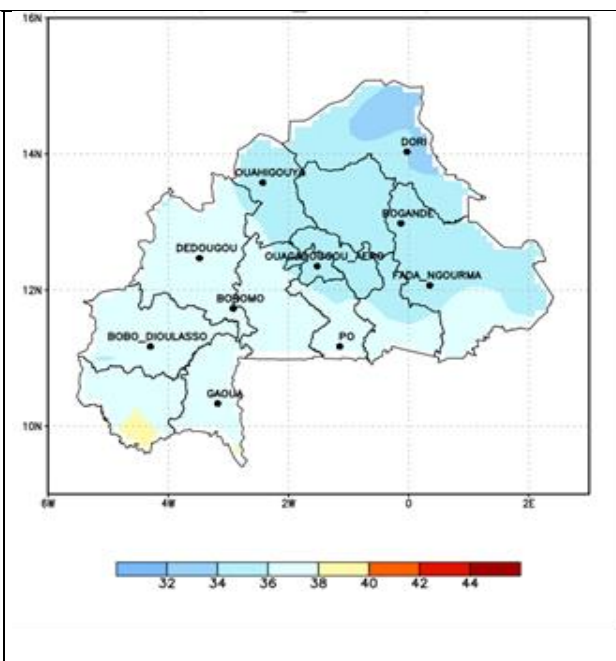 16N
14N
12N
10N
DORI
OUAHIGOUYA
BOGANDE
DEDOUGOU
OUAGADOUGOU_AERO
FADA_NGOURMA
BOROMO
BOBO_DIOULASSO
PO
GAOUA
6W 4W 2W 0 2E
32 34 36 38 40 42 44